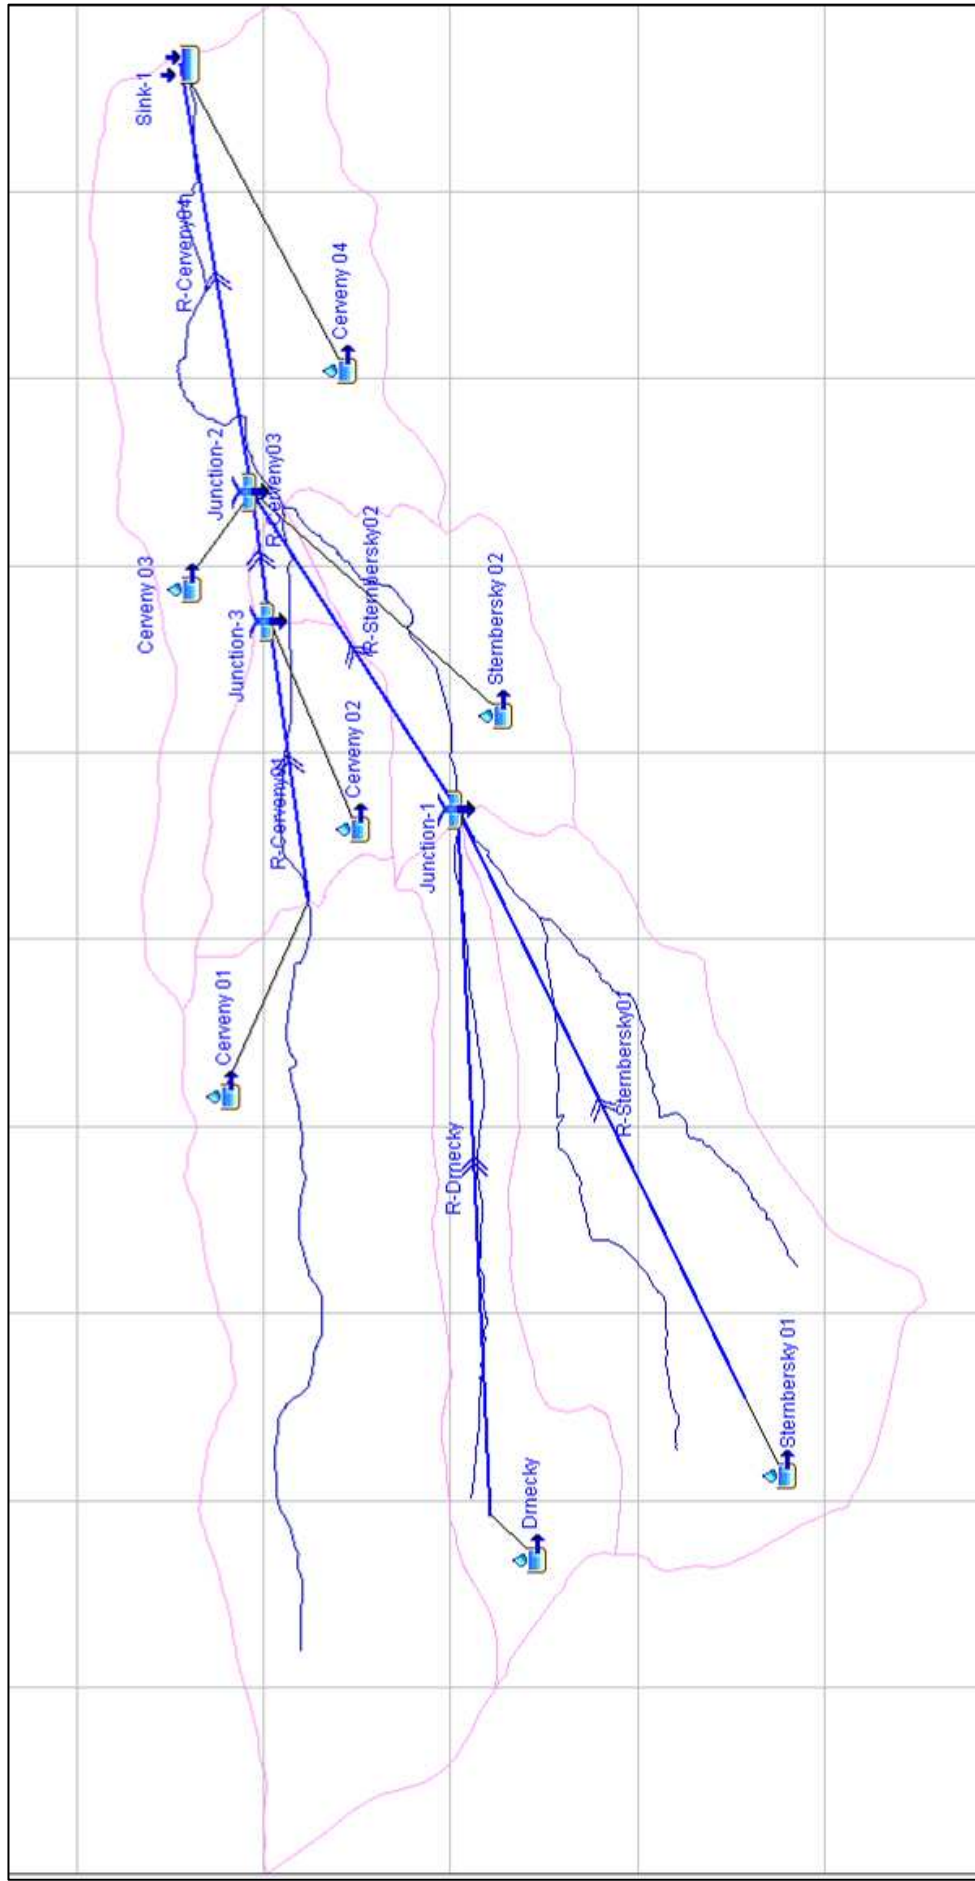 Cerveny 03
Sink-1
R-Cerveny04
Junction-2
Cerveny 01
Junction-3
R-Cerveny03
R-Cerveny01
Cerveny 04
Cerveny 02
R-Sternbersky02
Junction-1
R-Drnecky
Sternbersky 02
Drnecky
R-Sternbersky01
Sternbersky 01